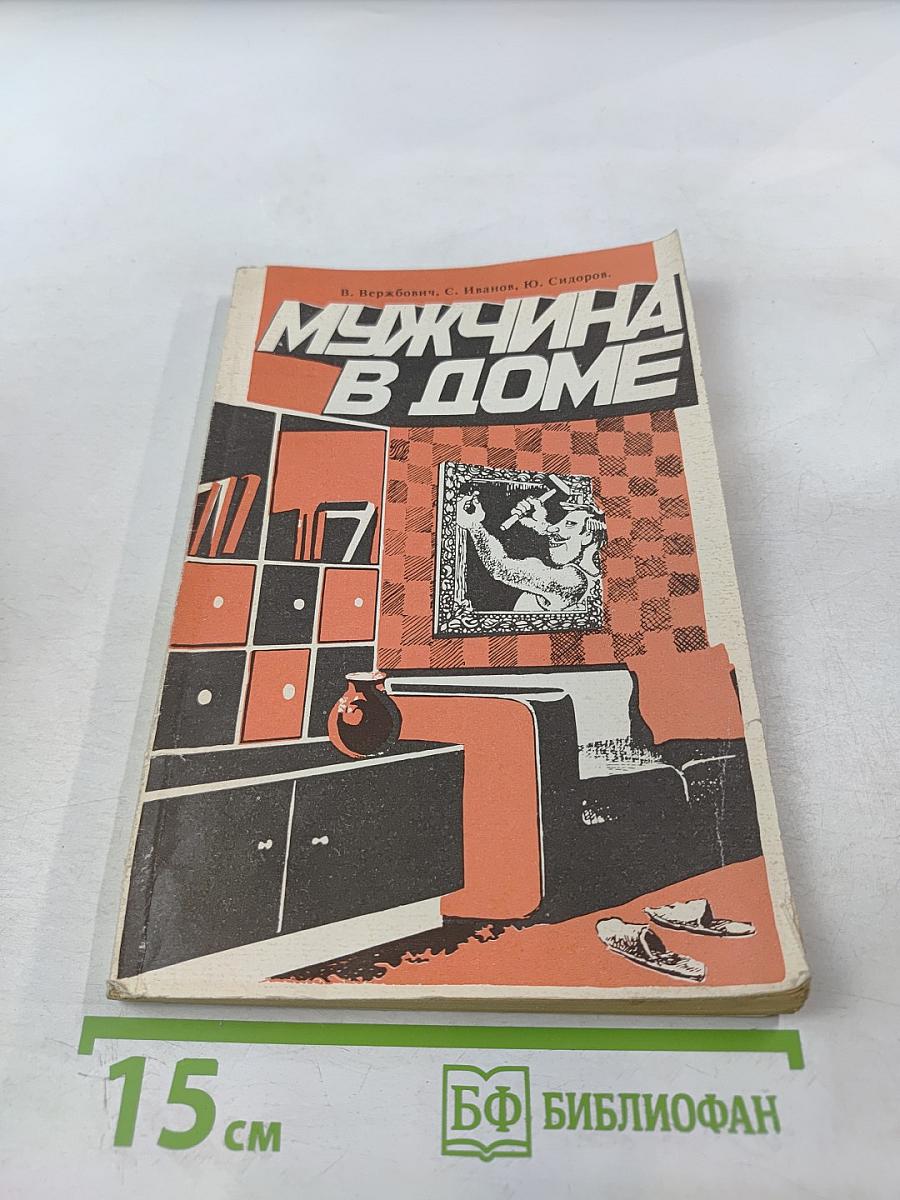 В. Вержбович, С. Иванов, Ю. Сидоров.
МУЖЧИНА
В ДОМЕ
15 см
БФ БИБЛИОФАН